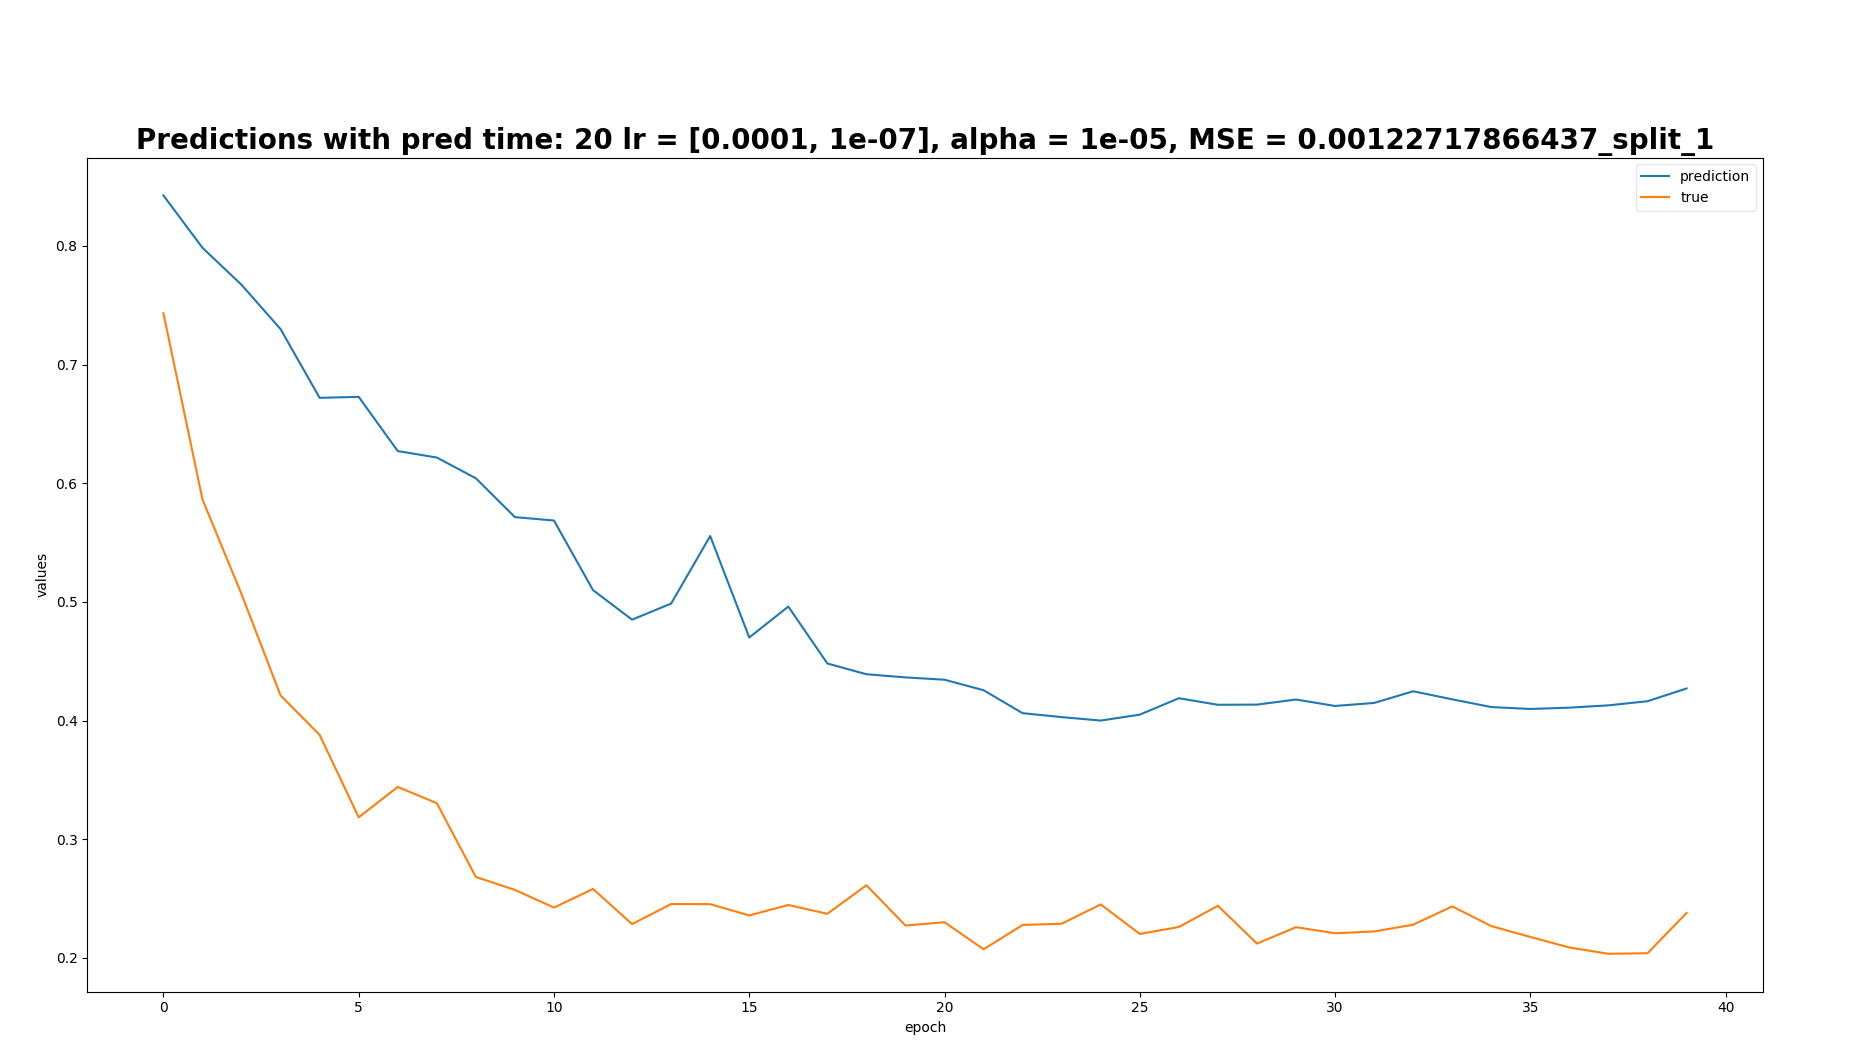 Predictions with pred time: 20 lr = [0.0001, 1e-07], alpha = 1e-05, MSE = 0.00122717866437_split_1
prediction
true
0.8
0.7
0.6
0.5
0.4
0.3
0.2
values
0 5 10 15 20 25 30 35 40
epoch